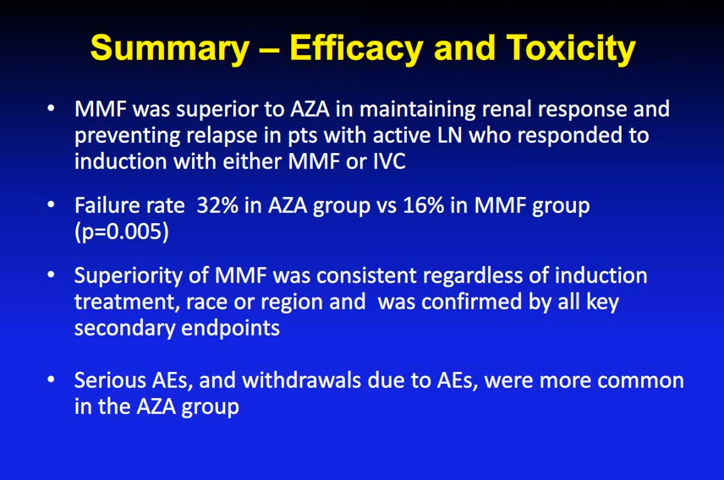 Summary – Efficacy and Toxicity
• MMF was superior to AZA in maintaining renal response and
preventing relapse in pts with active LN who responded to
induction with either MMF or IVC
• Failure rate  32% in AZA group vs 16% in MMF group
(p=0.005)
• Superiority of MMF was consistent regardless of induction
treatment, race or region and  was confirmed by all key
secondary endpoints
• Serious AEs, and withdrawals due to AEs, were more common
in the AZA group